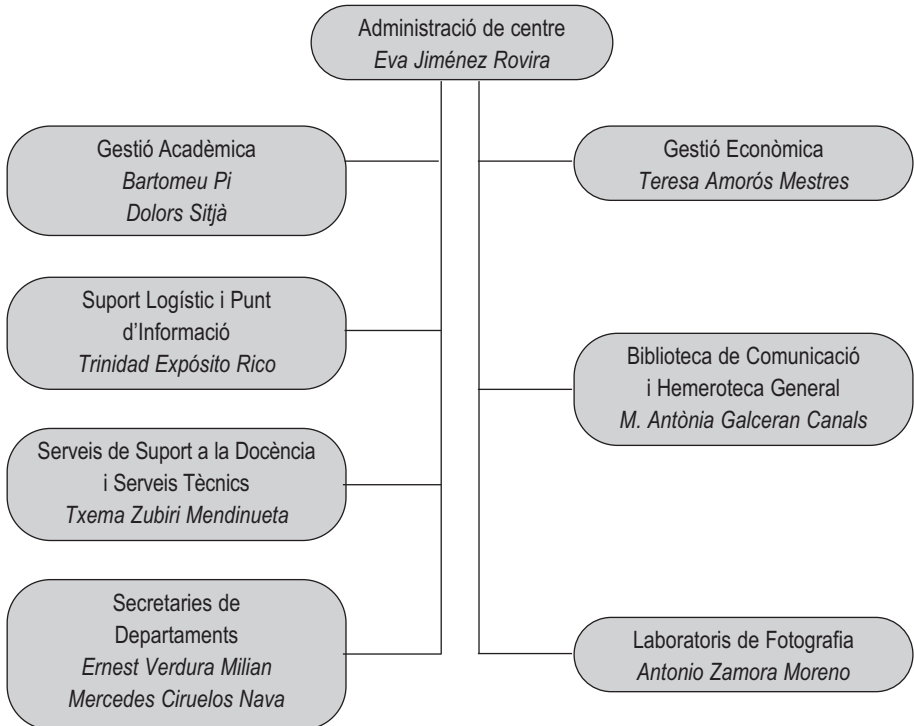 Administració de centre
Eva Jiménez Rovira
Gestió Acadèmica
Bartomeu Pi
Dolors Sitjà
Suport Logístic i Punt
d'Informació
Trinidad Expósito Rico
Serveis de Suport a la Docència
i Serveis Tècnics
Txema Zubiri Mendinueta
Secretaries de
Departaments
Ernest Verdura Milian
Mercedes Ciruelos Nava
Gestió Econòmica
Teresa Amorós Mestres
Biblioteca de Comunicació
i Hemeroteca General
M. Antònia Galceran Canals
Laboratoris de Fotografia
Antonio Zamora Moreno